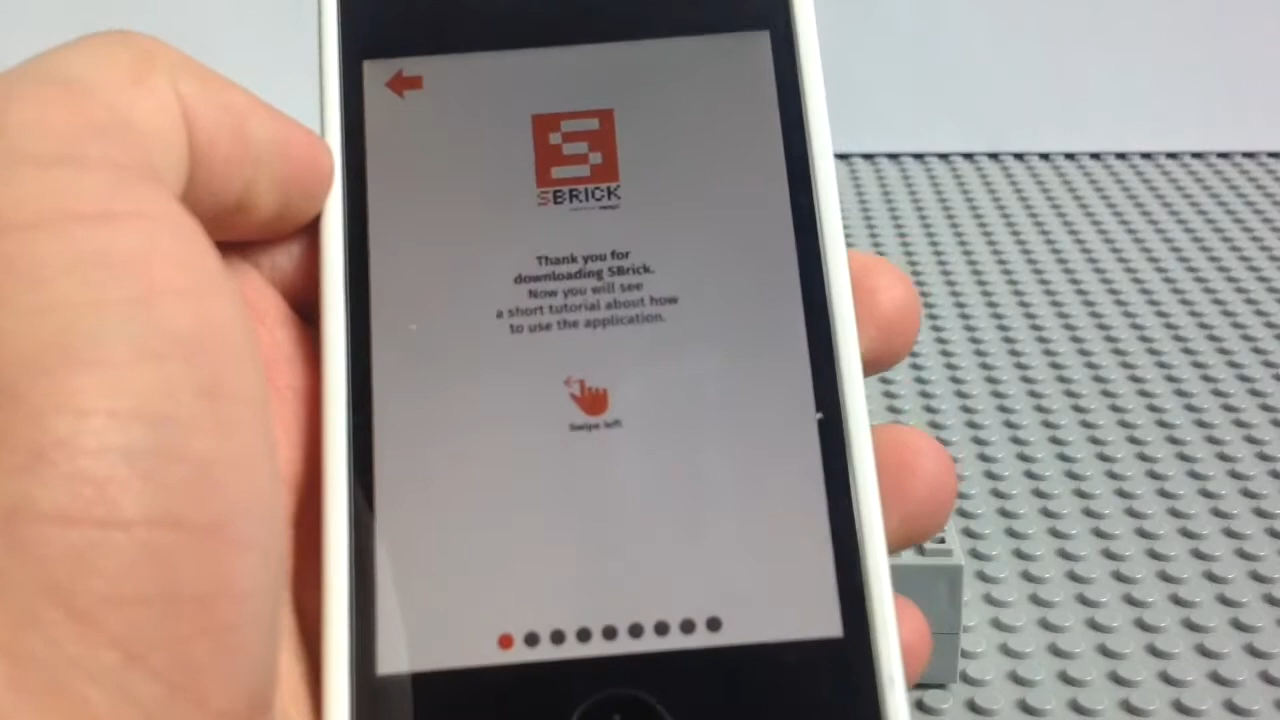 SBRICK
Thank you for
downloading SBrick.
Now you will see
a short tutorial about how
to use the application.
Swipe left